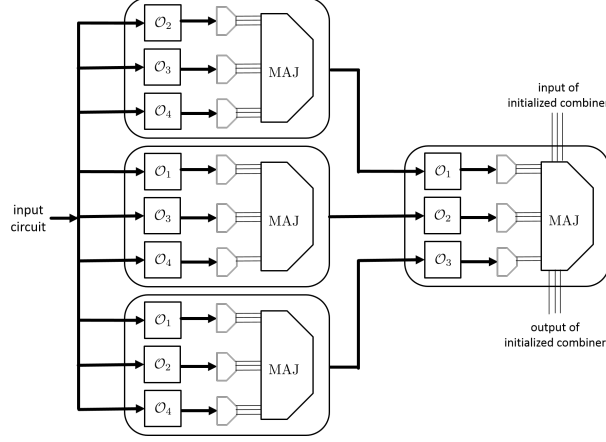 input
circuit
𝒪₂
𝒪₃
MAJ
𝒪₄
𝒪₁
𝒪₃
MAJ
𝒪₄
𝒪₁
𝒪₂
MAJ
𝒪₄
input of
initialized combiner
𝒪₁
𝒪₂
MAJ
𝒪₃
output of
initialized combiner